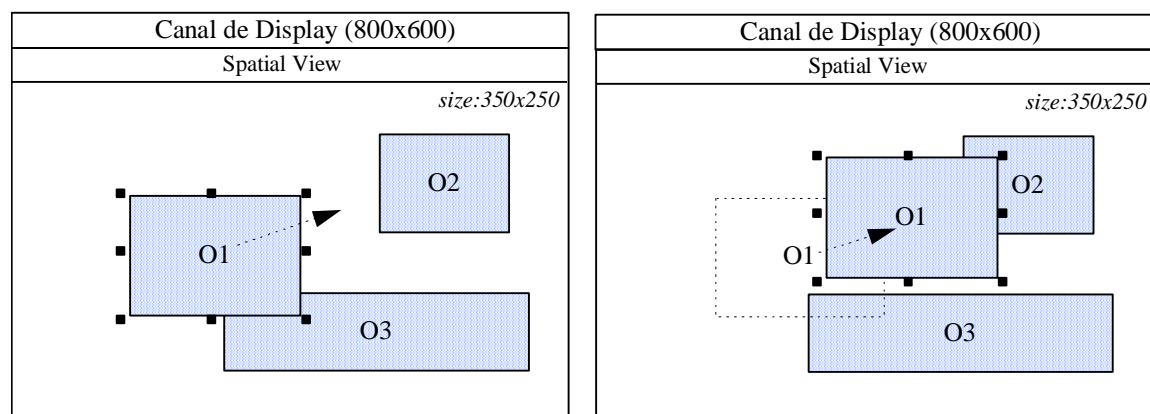 Canal de Display (800x600)
Spatial View
size:350x250
O2
O1
O3
Canal de Display (800x600)
Spatial View
size:350x250
O2
O1
O1
O3